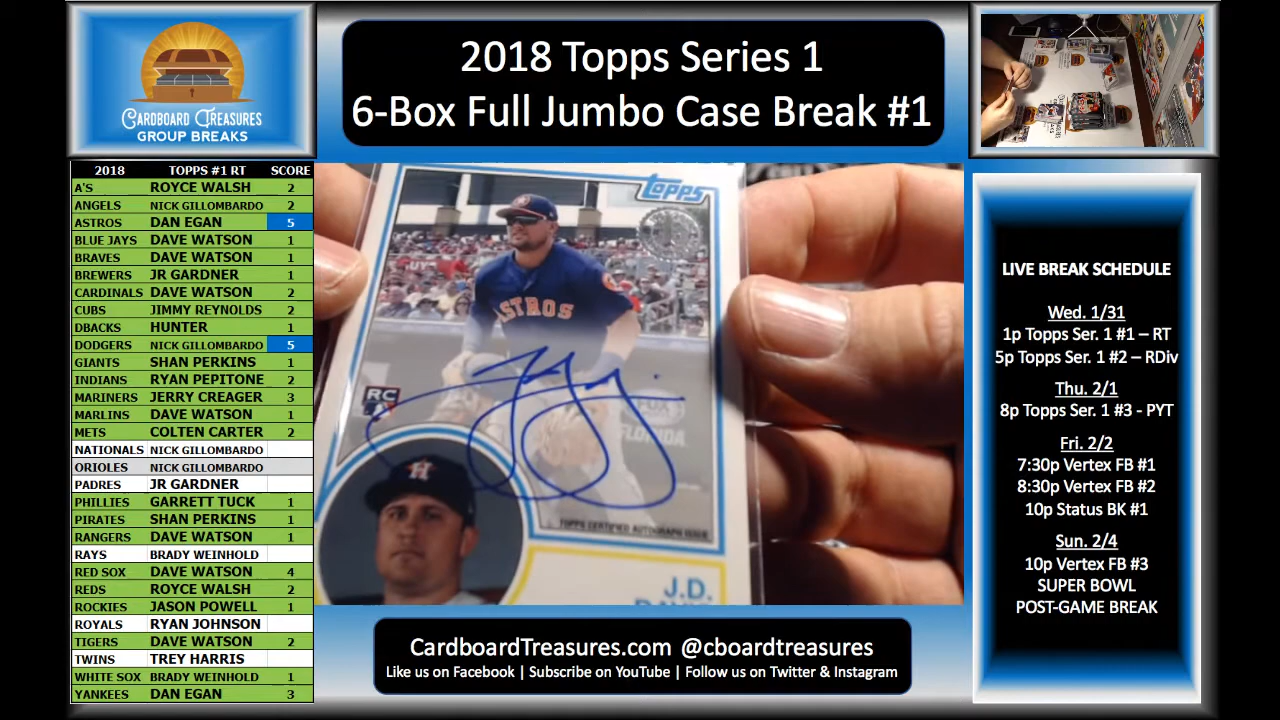 CARDBOARD TREASURES
GROUP BREAKS
2018 Topps Series 1
6-Box Full Jumbo Case Break #1
2018 TOPPS #1 RT SCORE
A'S ROYCE WALSH 2
ANGELS NICK GILLOMBARDO 2
ASTROS DAN EGAN 5
BLUE JAYS DAVE WATSON 1
BRAVES DAVE WATSON 1
BREWERS JR GARDNER 1
CARDINALS DAVE WATSON 2
CUBS JIMMY REYNOLDS 2
DBACKS HUNTER 1
DODGERS NICK GILLOMBARDO 5
GIANTS SHAN PERKINS 1
INDIANS RYAN PEPITONE 2
MARINERS JERRY CREAGER 3
MARLINS DAVE WATSON 1
METS COLTEN CARTER 2
NATIONALS NICK GILLOMBARDO
ORIOLES NICK GILLOMBARDO
PADRES JR GARDNER
PHILLIES GARRETT TUCK 1
PIRATES SHAN PERKINS 1
RANGERS DAVE WATSON 1
RAYS BRADY WEINHOLD
RED SOX DAVE WATSON 4
REDS ROYCE WALSH 2
ROCKIES JASON POWELL 1
ROYALS RYAN JOHNSON
TIGERS DAVE WATSON 2
TWINS TREY HARRIS
WHITE SOX BRADY WEINHOLD 1
YANKEES DAN EGAN 3
topps
ASTROS
RC
FLORIDA
TOPPS CERTIFIED AUTOGRAPH ISSUE
H
J.D.
LIVE BREAK SCHEDULE
Wed. 1/31
1p Topps Ser. 1 #1 – RT
5p Topps Ser. 1 #2 – RDiv
Thu. 2/1
8p Topps Ser. 1 #3 - PYT
Fri. 2/2
7:30p Vertex FB #1
8:30p Vertex FB #2
10p Status BK #1
Sun. 2/4
10p Vertex FB #3
SUPER BOWL
POST-GAME BREAK
CardboardTreasures.com @cboardtreasures
Like us on Facebook | Subscribe on YouTube | Follow us on Twitter & Instagram